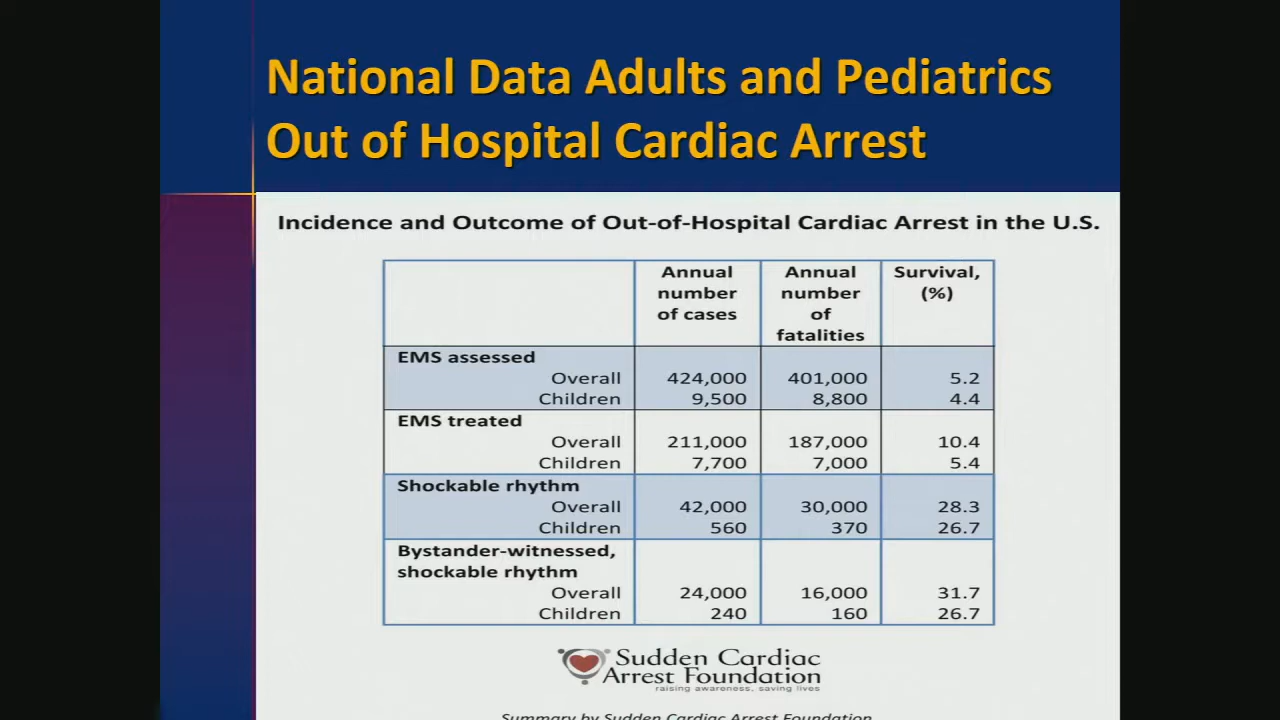 National Data Adults and Pediatrics
Out of Hospital Cardiac Arrest
Incidence and Outcome of Out-of-Hospital Cardiac Arrest in the U.S.
Annual number of cases Annual number of fatalities Survival, (%)
EMS assessed
Overall 424,000 401,000 5.2
Children 9,500 8,800 4.4
EMS treated
Overall 211,000 187,000 10.4
Children 7,700 7,000 5.4
Shockable rhythm
Overall 42,000 30,000 28.3
Children 560 370 26.7
Bystander-witnessed,
shockable rhythm
Overall 24,000 16,000 31.7
Children 240 160 26.7
Sudden Cardiac
Arrest Foundation
raising awareness, saving lives
Summary by Sudden Cardiac Arrest Foundation